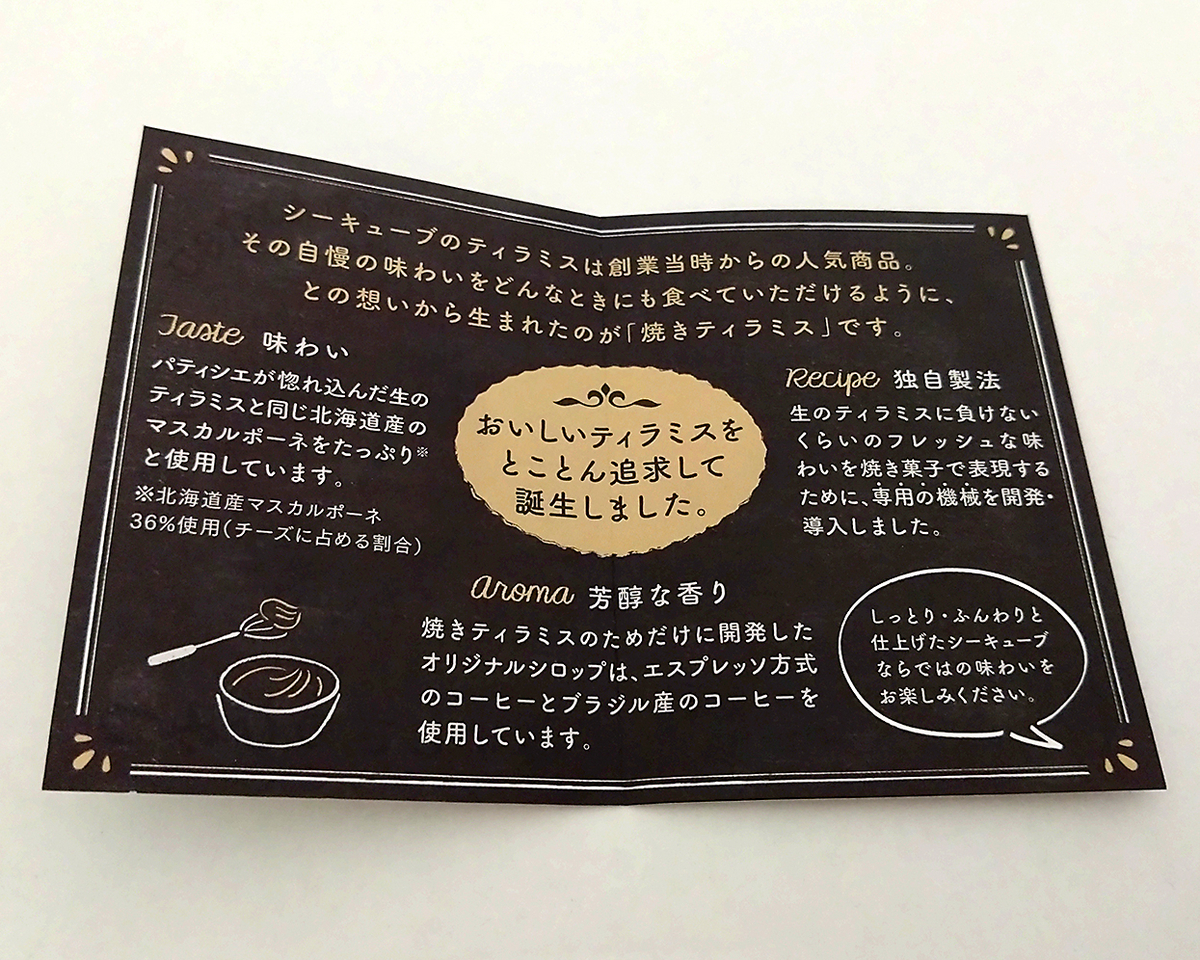 シーキューブのティラミスは創業当時からの人気商品。
その自慢の味わいをどんなときにも食べていただけるように、
との想いから生まれたのが「焼きティラミス」です。
Taste 味わい
パティシエが惚れ込んだ生の
ティラミスと同じ北海道産の
マスカルポーネをたっぷり※
と使用しています。
※北海道産マスカルポーネ
36%使用(チーズに占める割合)
おいしいティラミスを
とことん追求して
誕生しました。
Recipe 独自製法
生のティラミスに負けない
くらいのフレッシュな味
わいを焼き菓子で表現する
ために、専用の機械を開発・
導入しました。
aroma 芳醇な香り
焼きティラミスのためだけに開発した
オリジナルシロップは、エスプレッソ方式
のコーヒーとブラジル産のコーヒーを
使用しています。
しっとり・ふんわりと
仕上げたシーキューブ
ならではの味わいを
お楽しみください。